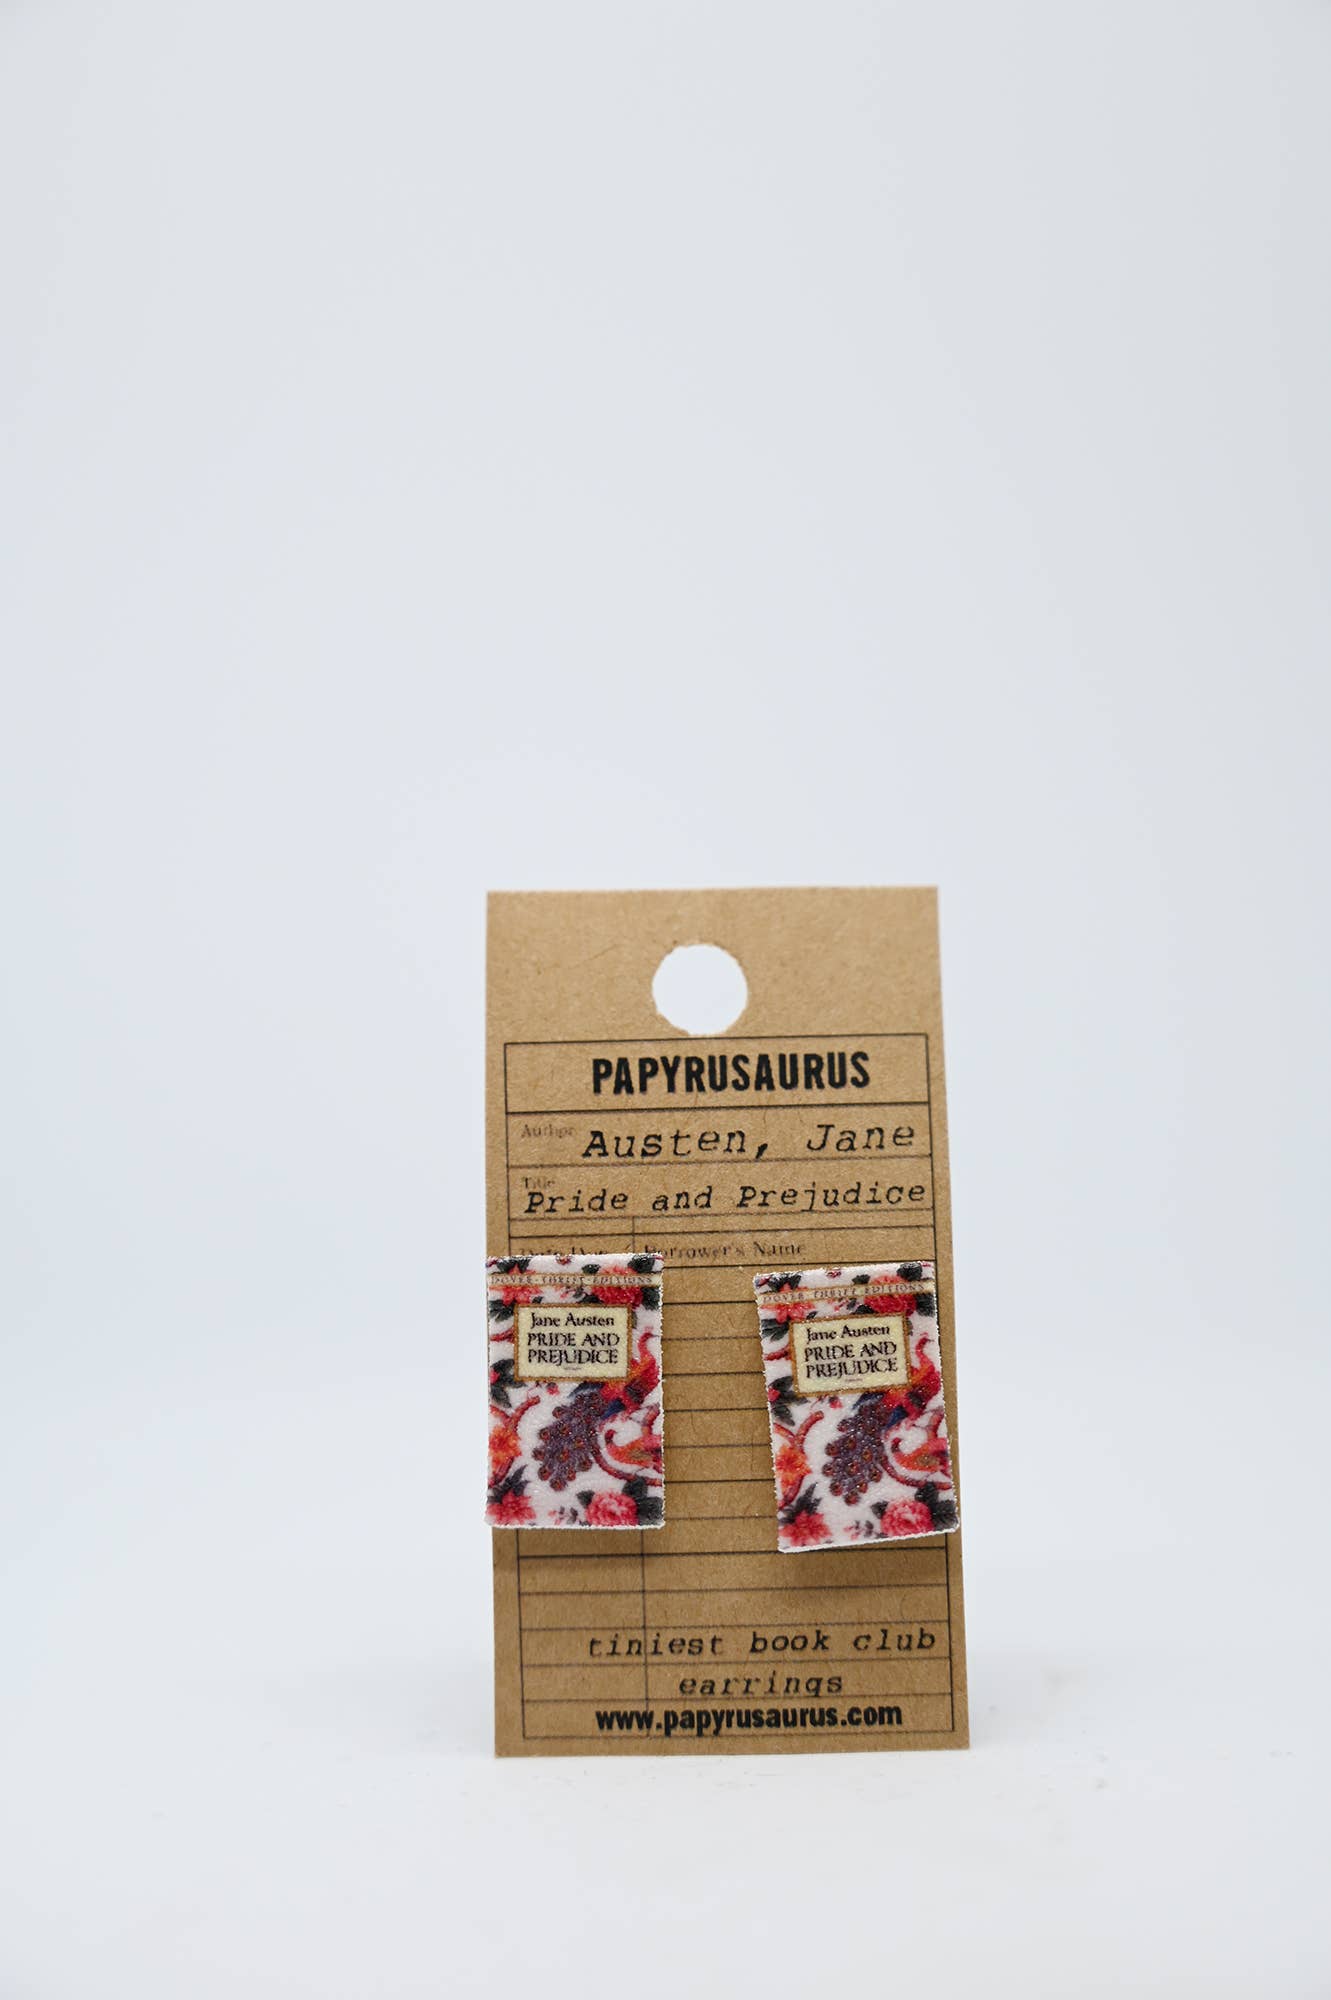 PAPYRUSAURUS
Author Austen, Jane
Title
Pride and Prejudice
Borrower's Name
DOVER · THRIFT · EDITIONS
Jane Austen
PRIDE AND
PREJUDICE
DOVER · THRIFT · EDITIONS
Jane Austen
PRIDE AND
PREJUDICE
tiniest book club
earrings
www.papyrusaurus.com